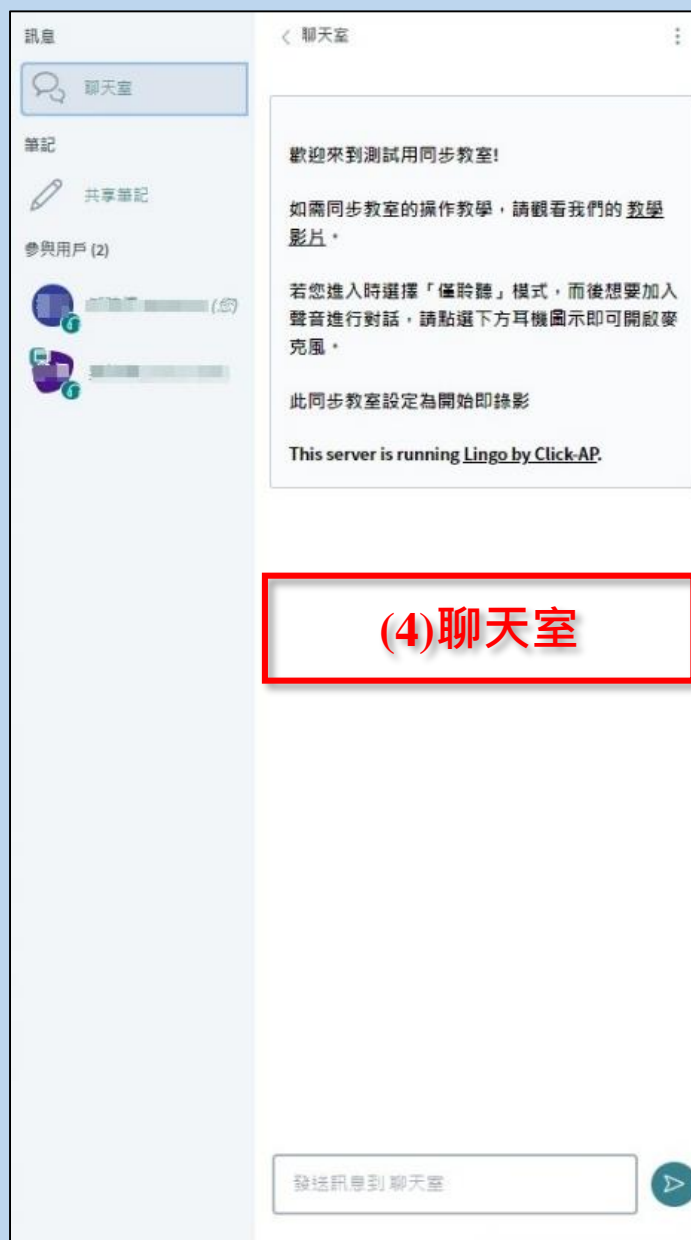 訊息
聊天室
筆記
共享筆記
參與用戶 (2)
(您)
聊天室
歡迎來到測試用同步教室!
如需同步教室的操作教學，請觀看我們的 教學
影片。
若您進入時選擇「僅聆聽」模式，而後想要加入
聲音進行對話，請點選下方耳機圖示即可開啟麥
克風。
此同步教室設定為開始即錄影
This server is running Lingo by Click-AP.
(4)聊天室
發送訊息到 聊天室